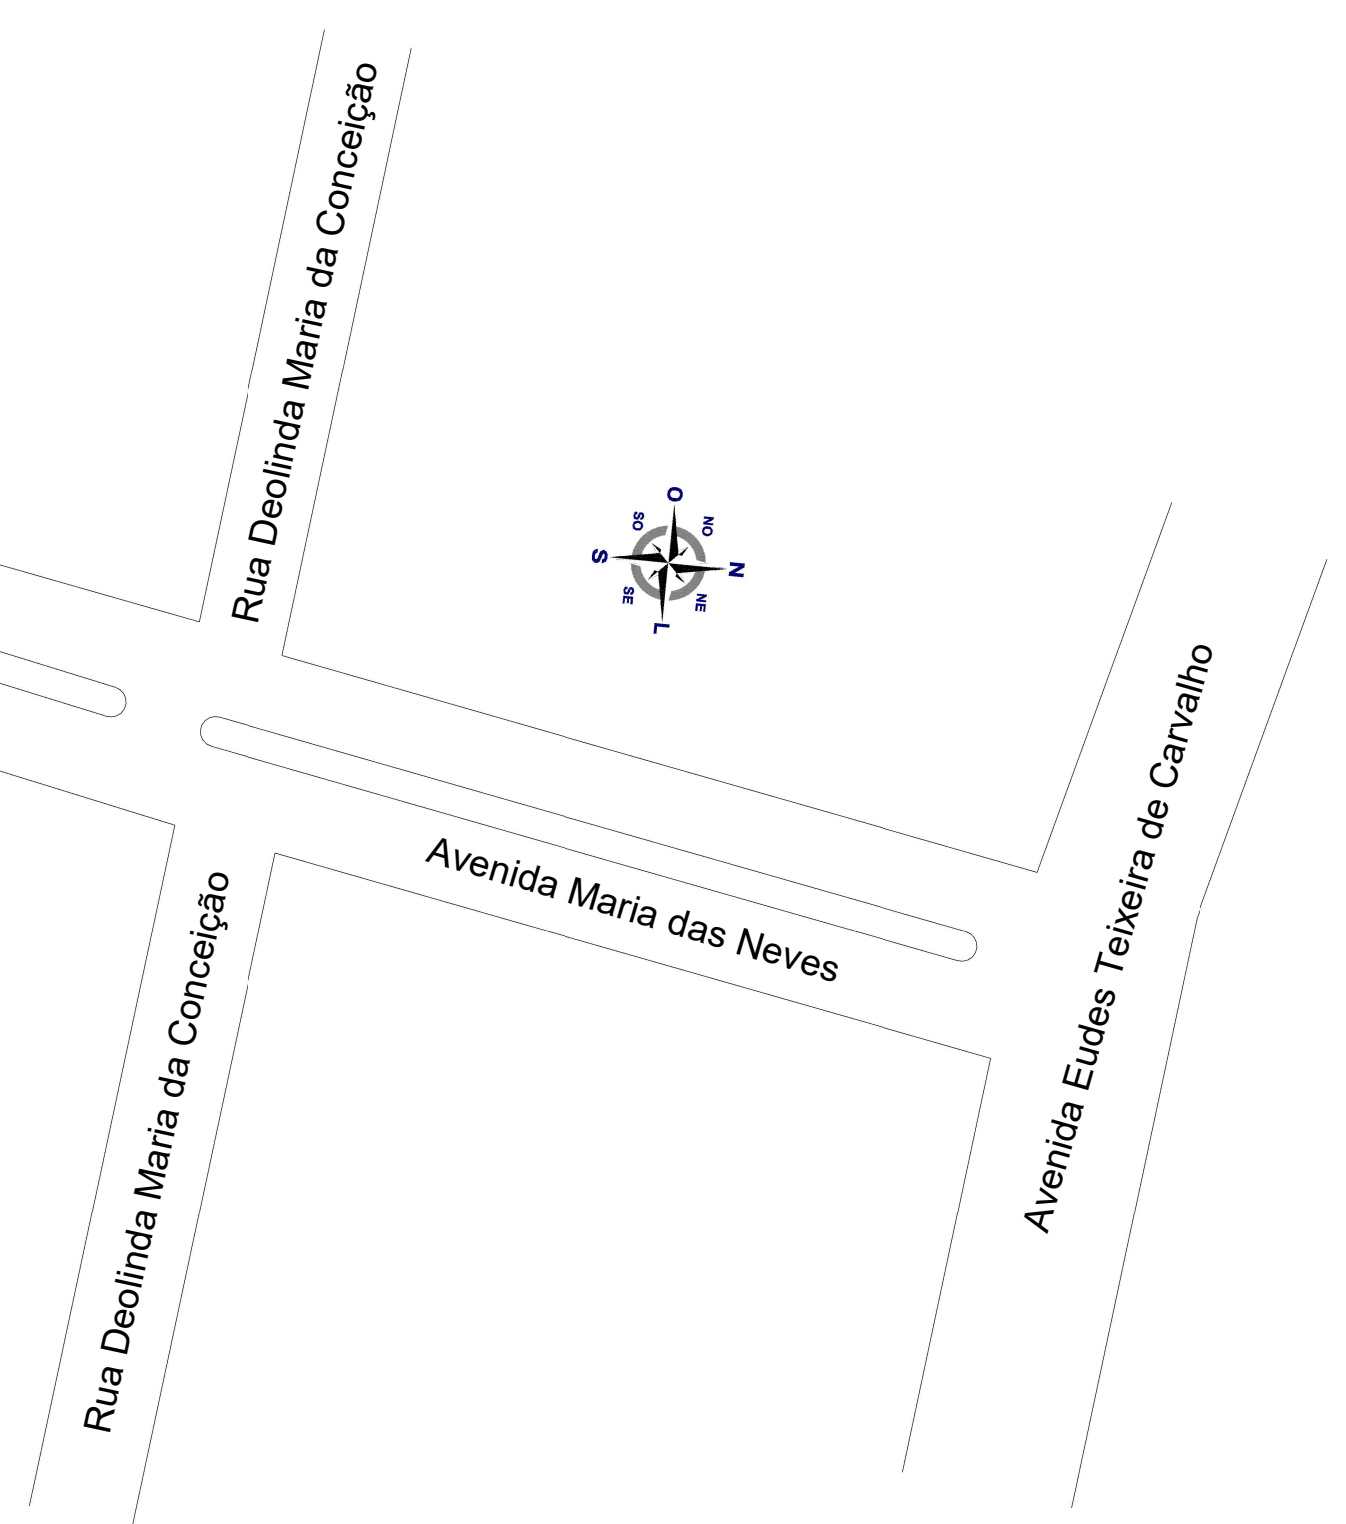 Rua Deolinda Maria da Conceição
O
SO
NO
S
N
SE
NE
L
Avenida Eudes Teixeira de Carvalho
Avenida Maria das Neves
Rua Deolinda Maria da Conceição